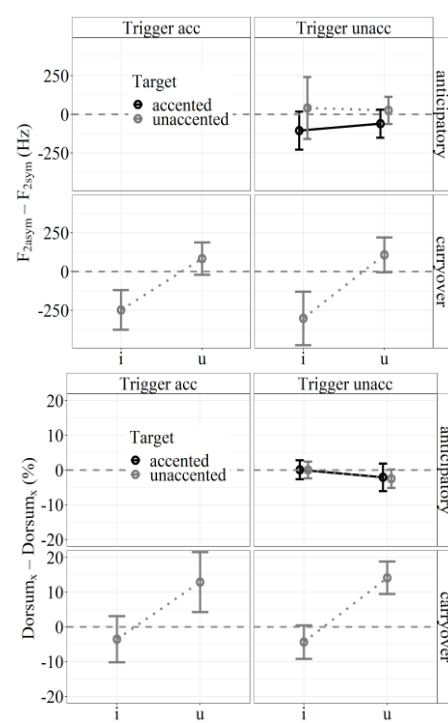 Trigger acc Trigger unacc
Target
accented
unaccented
250
0
-250
anticipatory
F2asym − F2sym (Hz)
250
0
-250
carryover
i u i u
Trigger acc Trigger unacc
Target
accented
unaccented
20
10
0
-10
-20
anticipatory
Dorsumx − Dorsumx (%)
20
10
0
-10
-20
carryover
i u i u